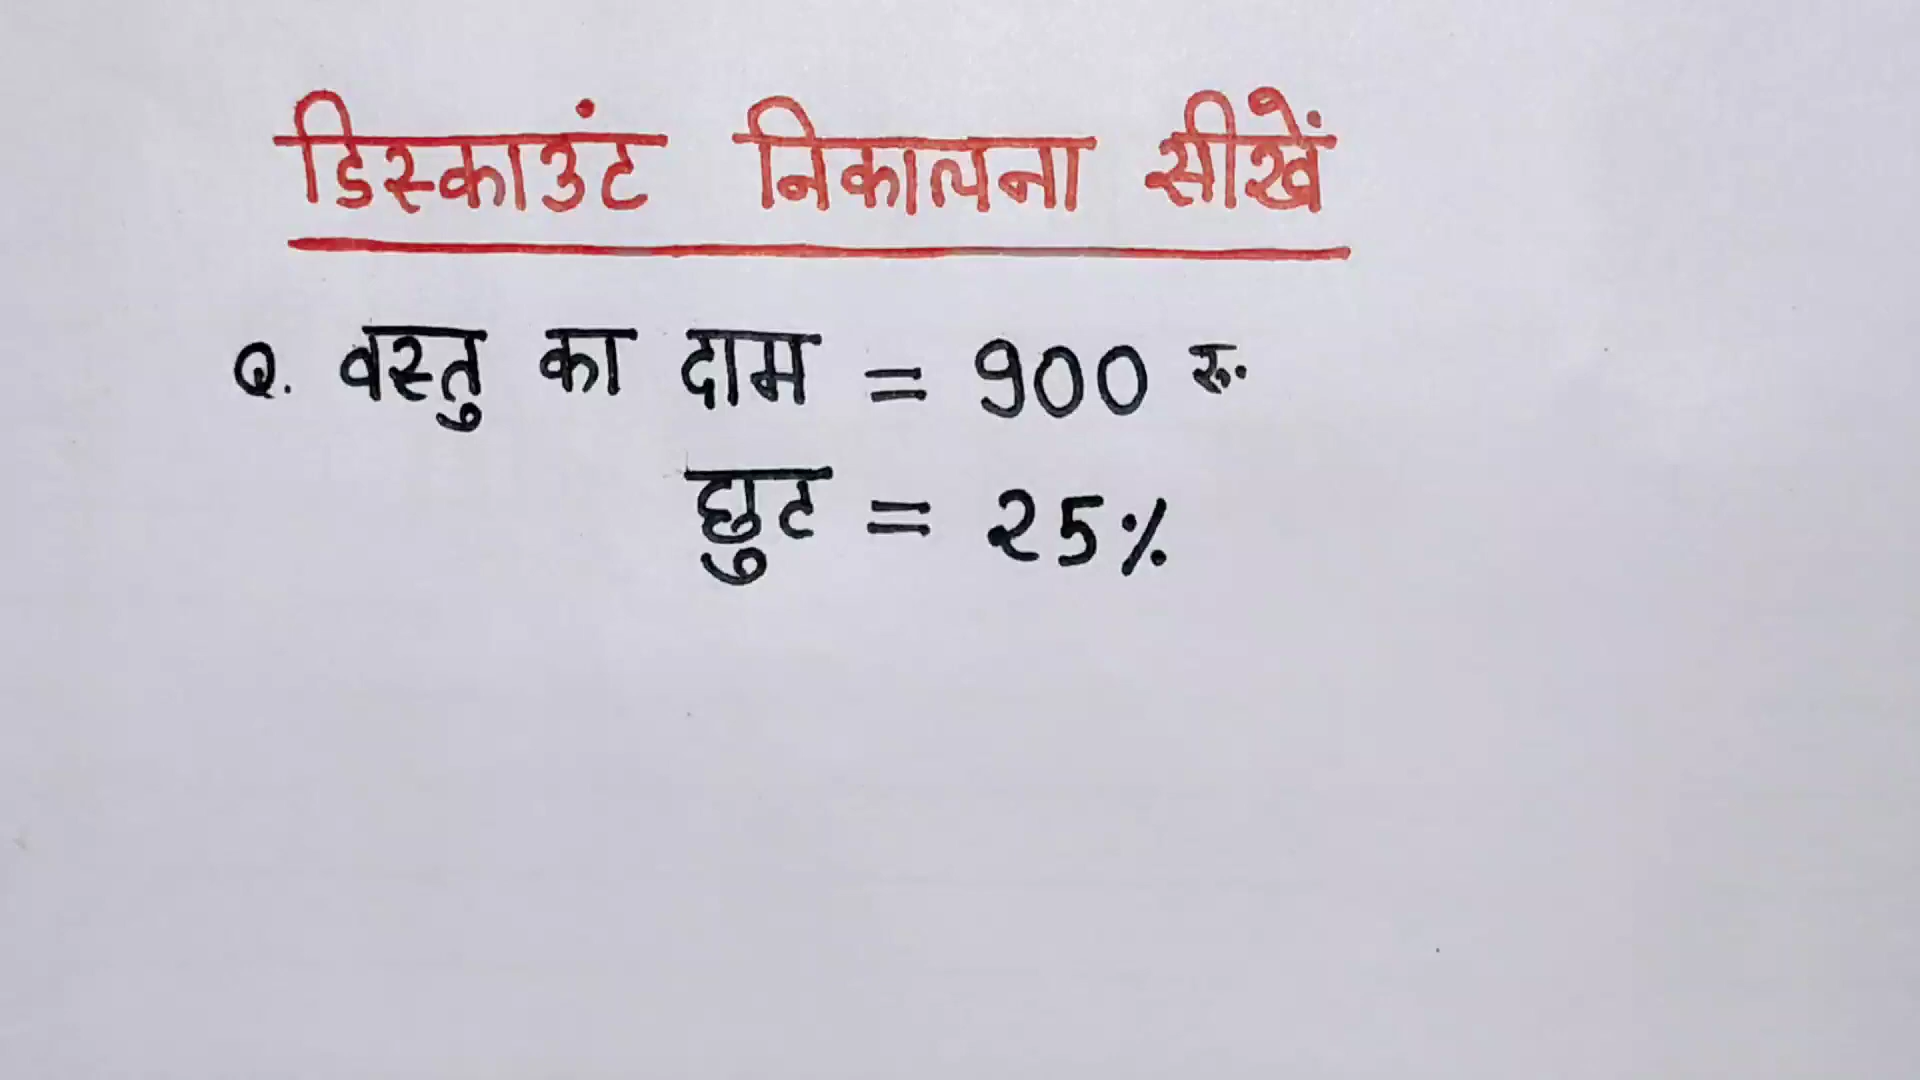 डिस्काउंट निकालना सीखें
Q. वस्तु का दाम = 900 रु.
छुट = 25%